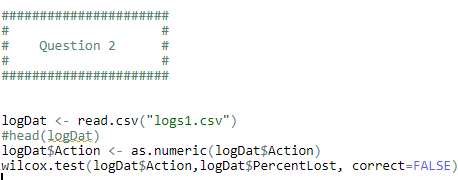 ######################
#                    #
#    Question 2      #
#                    #
######################
logDat <- read.csv("logs1.csv")
#head(logDat)
logDat$Action <- as.numeric(logDat$Action)
wilcox.test(logDat$Action,logDat$PercentLost, correct=FALSE)